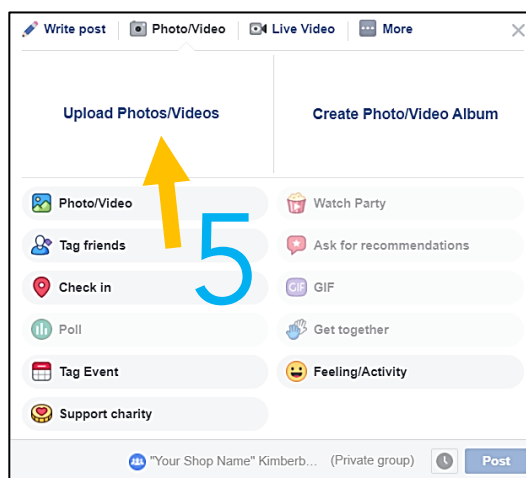 Write post Photo/Video Live Video More
Upload Photos/Videos Create Photo/Video Album
Photo/Video Watch Party
Tag friends Ask for recommendations
5
Check in GIF GIF
Poll Get together
Tag Event Feeling/Activity
Support charity
"Your Shop Name" Kimberb... (Private group) Post